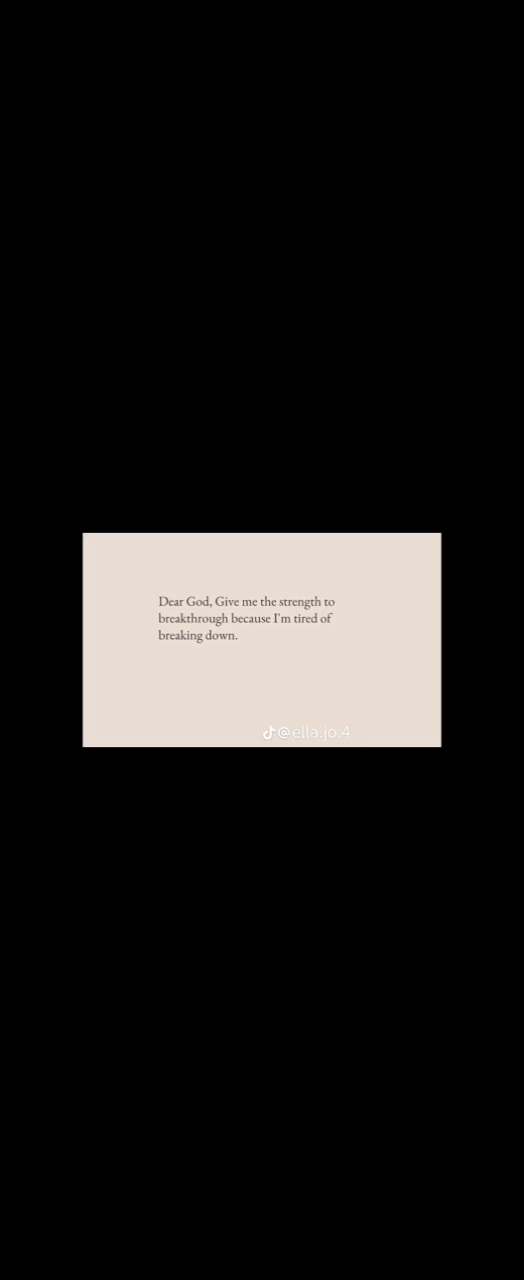 Dear God, Give me the strength to
breakthrough because I'm tired of
breaking down.
@ella.jo.4